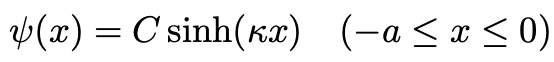 ψ(x) = C sinh(κx)   (−a ≤ x ≤ 0)